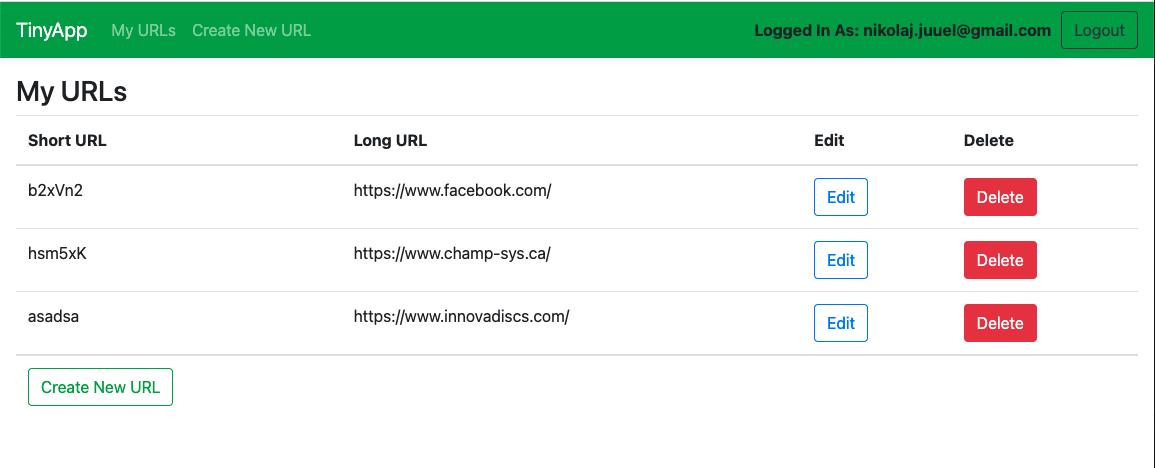 TinyApp My URLs Create New URL Logged In As: nikolaj.juuel@gmail.com Logout
My URLs
Short URL Long URL Edit Delete
b2xVn2 https://www.facebook.com/ Edit Delete
hsm5xK https://www.champ-sys.ca/ Edit Delete
asadsa https://www.innovadiscs.com/ Edit Delete
Create New URL